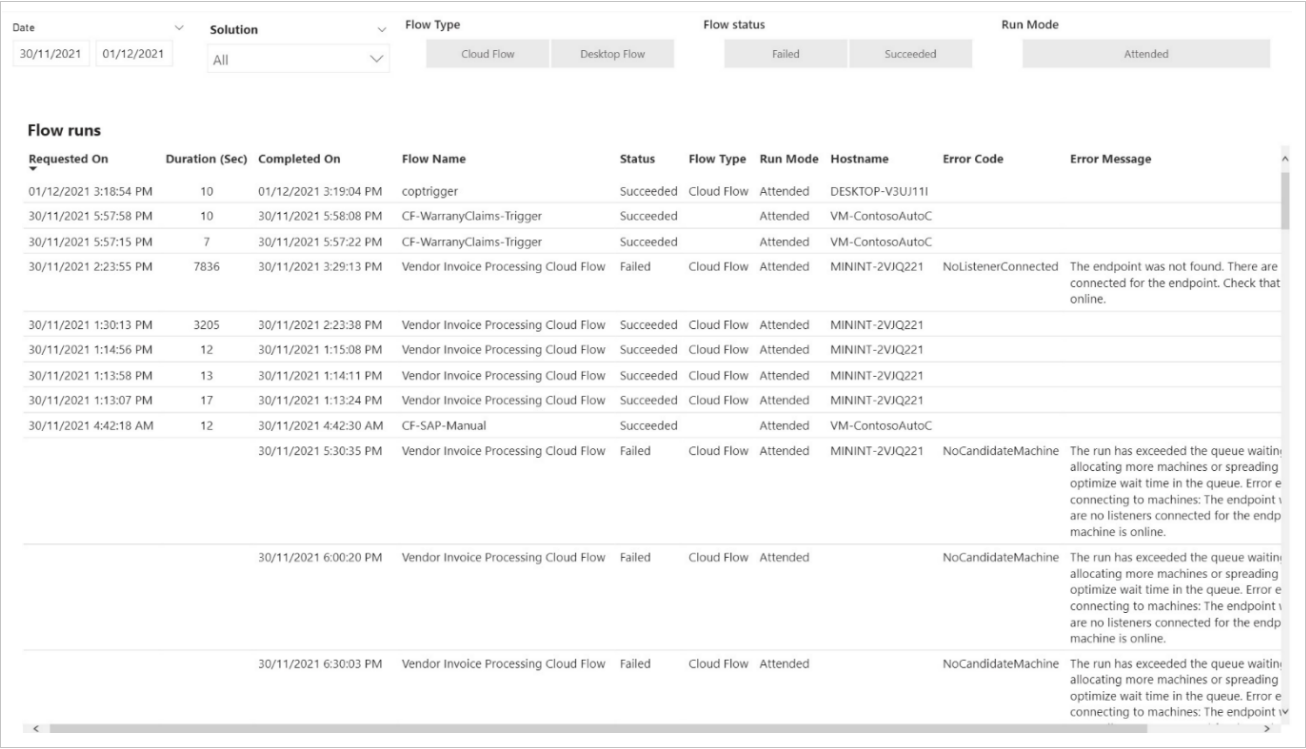 Date Solution Flow Type Flow status Run Mode
30/11/2021 01/12/2021 All Cloud Flow Desktop Flow Failed Succeeded Attended
Flow runs
Requested On Duration (Sec) Completed On Flow Name Status Flow Type Run Mode Hostname Error Code Error Message
01/12/2021 3:18:54 PM 10 01/12/2021 3:19:04 PM coptrigger Succeeded Cloud Flow Attended DESKTOP-V3UJ11I
30/11/2021 5:57:58 PM 10 30/11/2021 5:58:08 PM CF-WarranyClaims-Trigger Succeeded Attended VM-ContosoAutoC
30/11/2021 5:57:15 PM 7 30/11/2021 5:57:22 PM CF-WarranyClaims-Trigger Succeeded Attended VM-ContosoAutoC
30/11/2021 2:23:55 PM 7836 30/11/2021 3:29:13 PM Vendor Invoice Processing Cloud Flow Failed Cloud Flow Attended MININT-2VJQ221 NoListenerConnected The endpoint was not found. There are
connected for the endpoint. Check that
online.
30/11/2021 1:30:13 PM 3205 30/11/2021 2:23:38 PM Vendor Invoice Processing Cloud Flow Succeeded Cloud Flow Attended MININT-2VJQ221
30/11/2021 1:14:56 PM 12 30/11/2021 1:15:08 PM Vendor Invoice Processing Cloud Flow Succeeded Cloud Flow Attended MININT-2VJQ221
30/11/2021 1:13:58 PM 13 30/11/2021 1:14:11 PM Vendor Invoice Processing Cloud Flow Succeeded Cloud Flow Attended MININT-2VJQ221
30/11/2021 1:13:07 PM 17 30/11/2021 1:13:24 PM Vendor Invoice Processing Cloud Flow Succeeded Cloud Flow Attended MININT-2VJQ221
30/11/2021 4:42:18 AM 12 30/11/2021 4:42:30 AM CF-SAP-Manual Succeeded Attended VM-ContosoAutoC
30/11/2021 5:30:35 PM Vendor Invoice Processing Cloud Flow Failed Cloud Flow Attended MININT-2VJQ221 NoCandidateMachine The run has exceeded the queue waitin
allocating more machines or spreading
optimize wait time in the queue. Error e
connecting to machines: The endpoint
are no listeners connected for the endp
machine is online.
30/11/2021 6:00:20 PM Vendor Invoice Processing Cloud Flow Failed Cloud Flow Attended NoCandidateMachine The run has exceeded the queue waitin
allocating more machines or spreading
optimize wait time in the queue. Error e
connecting to machines: The endpoint
are no listeners connected for the endp
machine is online.
30/11/2021 6:30:03 PM Vendor Invoice Processing Cloud Flow Failed Cloud Flow Attended NoCandidateMachine The run has exceeded the queue waitin
allocating more machines or spreading
optimize wait time in the queue. Error e
connecting to machines: The endpoint